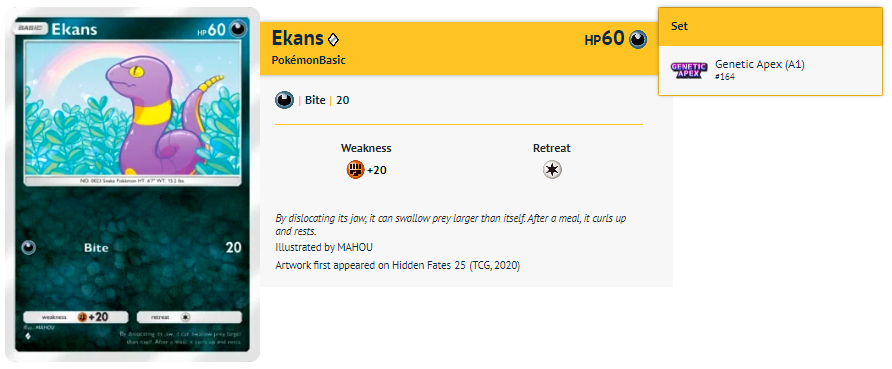 BASIC Ekans HP60
NO. 0023 Snake Pokémon HT: 6'7" WT: 15.2 lbs.
Bite 20
weakness +20 retreat
Illus. MAHOU
By dislocating its jaw, it can swallow prey larger
than itself. After a meal, it curls up and rests.
Ekans HP60
PokémonBasic
| Bite | 20
Weakness Retreat
+20
By dislocating its jaw, it can swallow prey larger than itself. After a meal, it curls up
and rests.
Illustrated by MAHOU
Artwork first appeared on Hidden Fates 25 (TCG, 2020)
Set
GENETIC APEX
Genetic Apex (A1)
#164